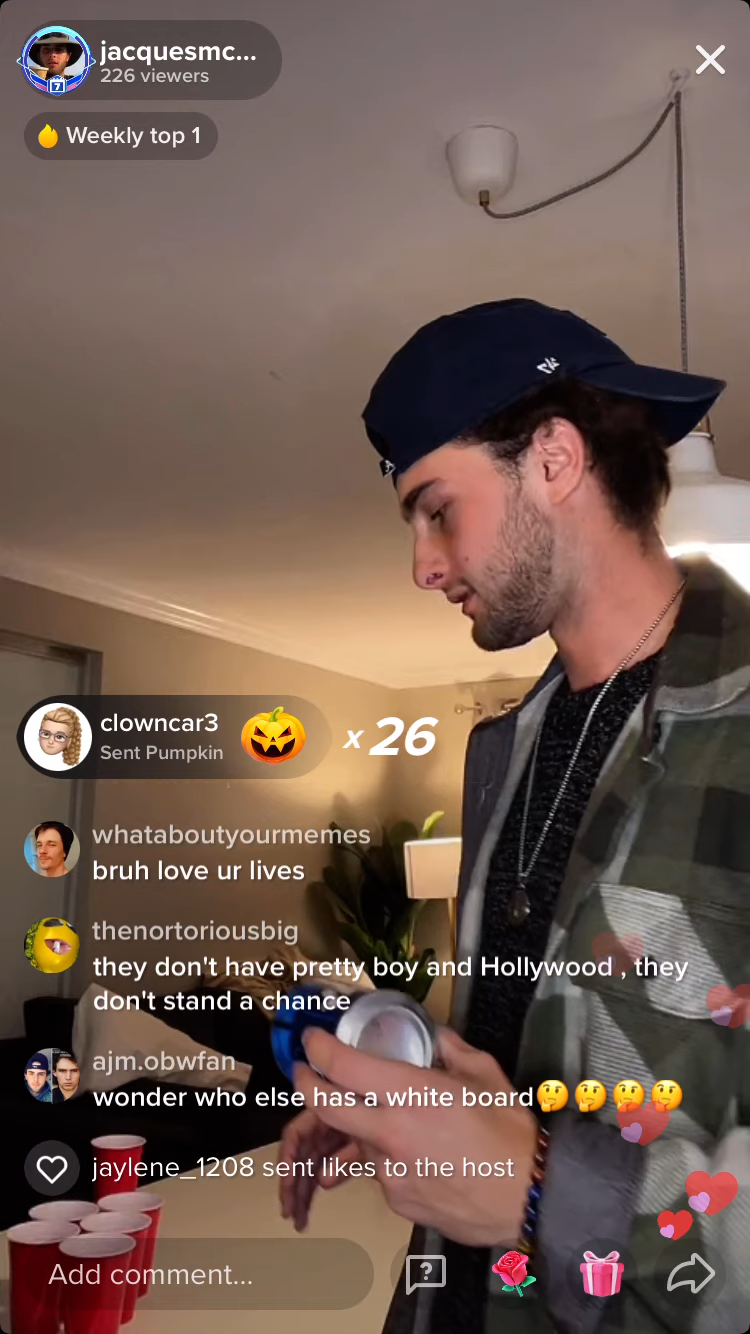 jacquesmc...
226 viewers
7
Weekly top 1
clowncar3
Sent Pumpkin
x 26
whataboutyourmemes
bruh love ur lives
thenortoriousbig
they don't have pretty boy and Hollywood , they
don't stand a chance
ajm.obwfan
wonder who else has a white board🤔🤔🤔🤔
jaylene_1208 sent likes to the host
Add comment...
?